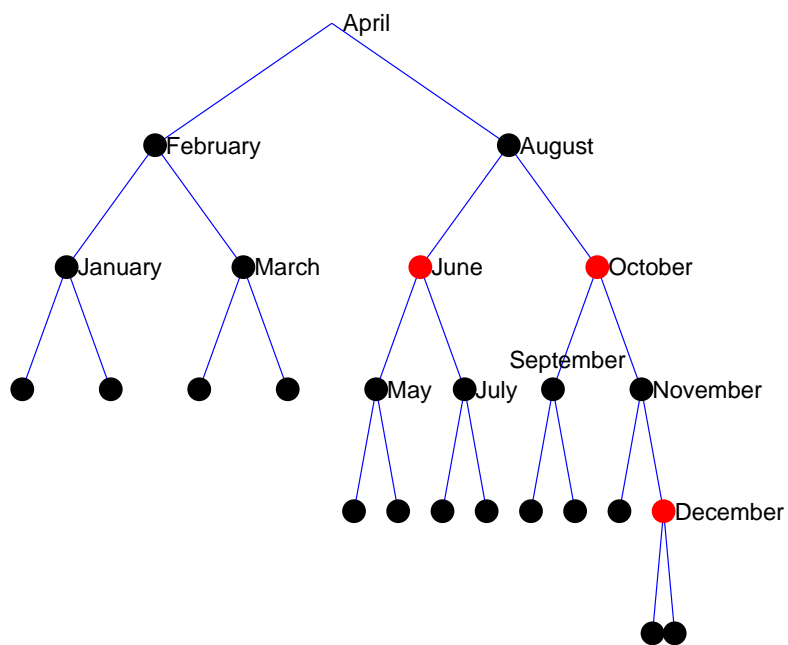 April
February
August
January
March
June
October
September
May
July
November
December